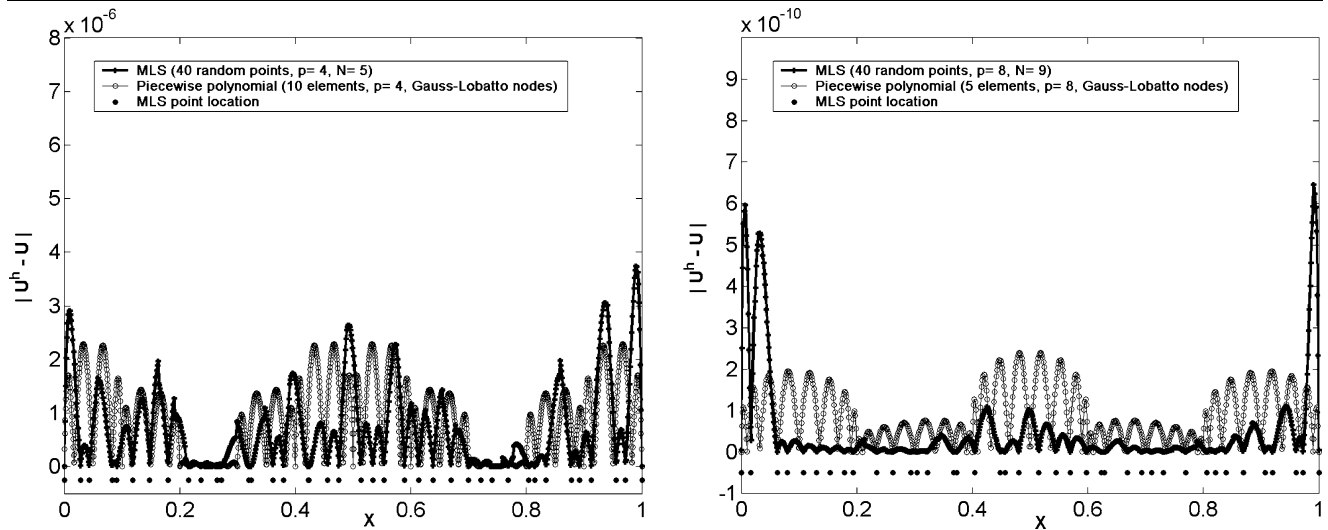 x 10^-6
8
7
6
5
4
3
2
1
0
| U^h - U |
MLS (40 random points, p= 4, N= 5)
Piecewise polynomial (10 elements, p= 4, Gauss-Lobatto nodes)
MLS point location
0 0.2 0.4 0.6 0.8 1
X
x 10^-10
9
8
7
6
5
4
3
2
1
0
-1
| U^h - U |
MLS (40 random points, p= 8, N= 9)
Piecewise polynomial (5 elements, p= 8, Gauss-Lobatto nodes)
MLS point location
0 0.2 0.4 0.6 0.8 1
X